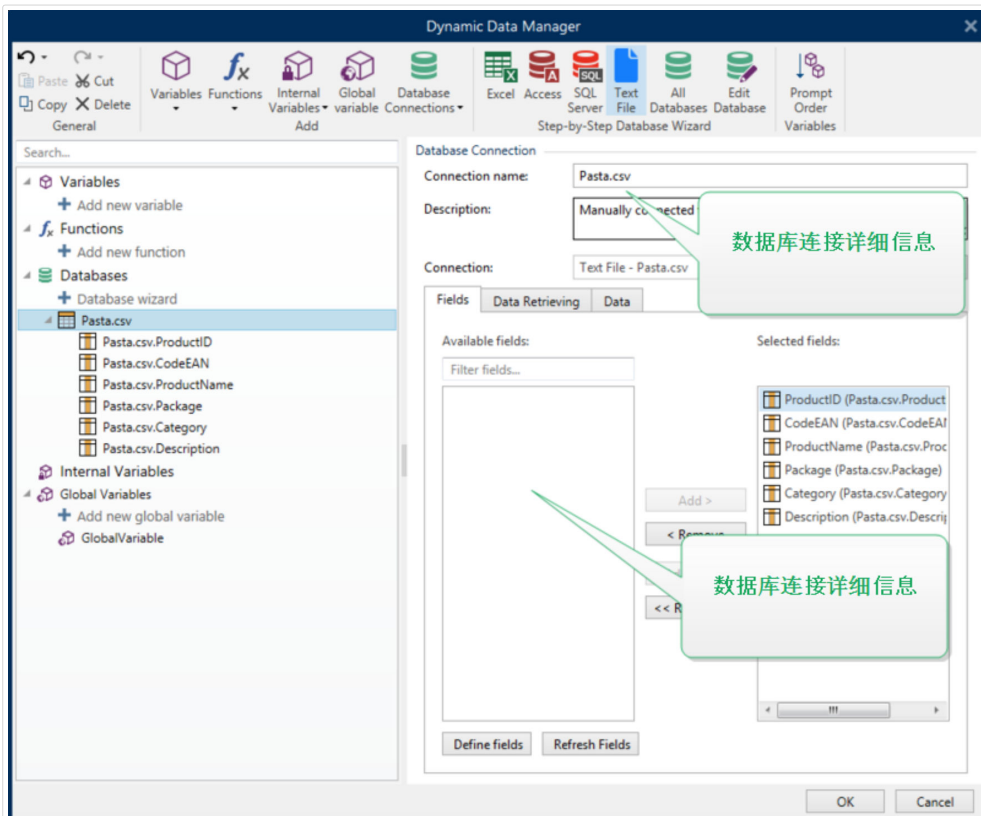 Dynamic Data Manager
Paste Cut
Copy Delete
General
Variables Functions Internal Variables Global variable Database Connections
Add
Excel Access SQL Server Text File All Databases Edit Database
Step-by-Step Database Wizard
Prompt Order
Variables
Search...
Variables
Add new variable
Functions
Add new function
Databases
Database wizard
Pasta.csv
Pasta.csv.ProductID
Pasta.csv.CodeEAN
Pasta.csv.ProductName
Pasta.csv.Package
Pasta.csv.Category
Pasta.csv.Description
Internal Variables
Global Variables
Add new global variable
GlobalVariable
Database Connection
Connection name: Pasta.csv
Description: Manually connected
数据库连接详细信息
Connection: Text File - Pasta.csv
Fields Data Retrieving Data
Available fields:
Filter fields...
Selected fields:
ProductID (Pasta.csv.Product
CodeEAN (Pasta.csv.CodeEAN
ProductName (Pasta.csv.Proc
Package (Pasta.csv.Package)
Category (Pasta.csv.Category
Description (Pasta.csv.Descrip
Add >
< Remove
数据库连接详细信息
<< R
Define fields Refresh Fields
OK Cancel